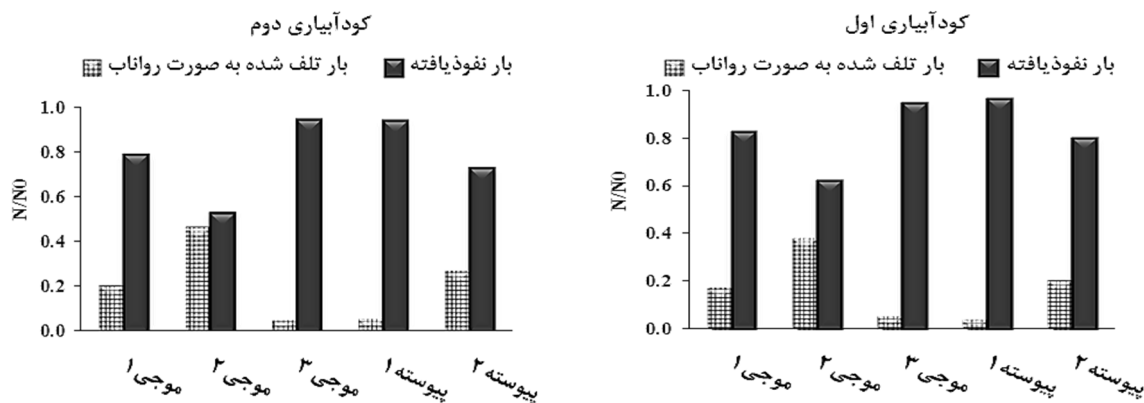 کودآبیاری اول
بار نفوذیافته
بار تلف شده به صورت رواناب
1.0
0.8
0.6
0.4
0.2
0.0
N/N0
موجی ۱
موجی ۲
موجی ۳
پیوسته ۱
پیوسته ۲
کودآبیاری دوم
بار نفوذیافته
بار تلف شده به صورت رواناب
1.0
0.8
0.6
0.4
0.2
0.0
N/N0
موجی ۱
موجی ۲
موجی ۳
پیوسته ۱
پیوسته ۲